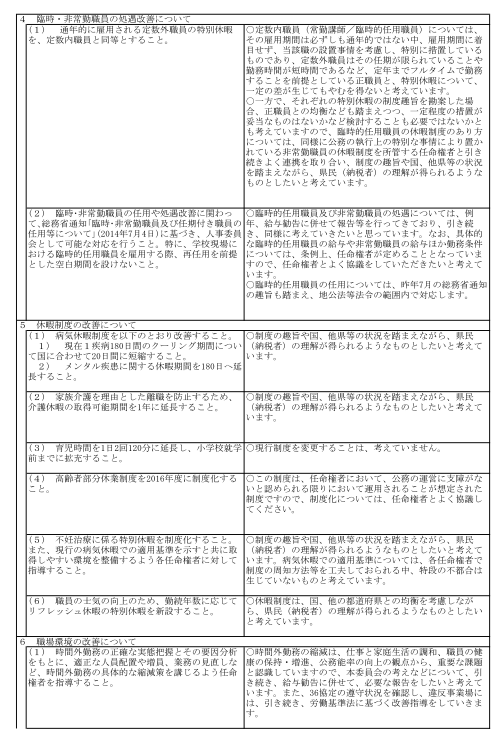 ４　臨時・非常勤職員の処遇改善について
（１）　通年的に雇用される定数外職員の特別休暇
を、定数内職員と同等とすること。
○定数内職員（常勤講師／臨時的任用職員）については、
その雇用期間は必ずしも通年的ではない中、雇用期間に着
目せず、当該職の設置事情を考慮し、特別に措置している
ものであり、定数外職員はその任期が限られていることや
勤務時間が短時間であるなど、定年までフルタイムで勤務
することを前提としている正職員と、特別休暇について、
一定の差が生じてもやむを得ないと考えています。
○一方で、それぞれの特別休暇の制度趣旨を勘案した場
合、正職員との均衡なども踏まえつつ、一定程度の措置が
妥当なものはないかなど検討することも必要ではないかと
も考えていますので、臨時的任用職員の休暇制度のあり方
については、同様に公務の執行上の特別な事情により置か
れている非常勤職員の休暇制度を所管する任命権者と引き
続きよく連携を取り合い、制度の趣旨や国、他県等の状況
を踏まえながら、県民（納税者）の理解が得られるような
ものとしたいと考えています。
（２）　臨時・非常勤職員の任用や処遇改善に関わっ
て、総務省通知「臨時・非常勤職員及び任期付き職員の
任用等について」（2014年7月4日）に基づき、人事委員
会として可能な対応を行うこと。特に、学校現場に
おける臨時的任用職員を雇用する際、再任用を前提
とした空白期間を設けないこと。
○臨時的任用職員及び非常勤職員の処遇については、例
年、給与勧告に併せて報告等を行ってきており、引き続
き、同様に考えていきたいと思っています。なお、具体的
な臨時的任用職員の給与や非常勤職員の給与ほか勤務条件
については、条例上、任命権者が定めることとなっていま
すので、任命権者とよく協議をしていただきたいと考えて
います。
○臨時的任用職員の任用については、昨年7月の総務省通知
の趣旨も踏まえ、地公法等法令の範囲内で対応します。
５　休暇制度の改善について
（１）　病気休暇制度を以下のとおり改善すること。
１）　現在１疾病180日間のクーリング期間につい
て国に合わせて20日間に短縮すること。
２）　メンタル疾患に関する休暇期間を180日へ延
長すること。
○制度の趣旨や国、他県等の状況を踏まえながら、県民
（納税者）の理解が得られるようなものとしたいと考えて
います。
（２）　家族介護を理由とした離職を防止するため、
介護休暇の取得可能期間を1年に延長すること。
○制度の趣旨や国、他県等の状況を踏まえながら、県民
（納税者）の理解が得られるようなものとしたいと考えて
います。
（３）　育児時間を1日2回120分に延長し、小学校就学
前までに拡充すること。
○現行制度を変更することは、考えていません。
（４）　高齢者部分休業制度を2016年度に制度化する
こと。
○この制度は、任命権者において、公務の運営に支障がな
いと認められる限りにおいて運用されることが想定された
制度ですので、制度化については、任命権者とよく協議し
てください。
（５）　不妊治療に係る特別休暇を制度化すること。
また、現行の病気休暇での適用基準を示すと共に取
得しやすい環境を整備するよう各任命権者に対して
指導すること。
○制度の趣旨や国、他県等の状況を踏まえながら、県民
（納税者）の理解が得られるようなものとしたいと考えて
います。病気休暇での適用基準については、各任命権者で
制度の周知方法等を工夫しておられる中、特段の不都合は
生じていないものと考えています。
（６）　職員の士気の向上のため、勤続年数に応じて
リフレッシュ休暇の特別休暇を新設すること。
○休暇制度は、国、他の都道府県との均衡を考慮しなが
ら、県民（納税者）の理解が得られるようなものとしたい
と考えています。
６　職場環境の改善について
（１）　時間外勤務の正確な実態把握とその要因分析
をもとに、適正な人員配置や増員、業務の見直しな
ど、時間外勤務の具体的な縮減策を講じるよう任命
権者を指導すること。
○時間外勤務の縮減は、仕事と家庭生活の調和、職員の健
康の保持・増進、公務能率の向上の観点から、重要な課題
と認識していますので、本委員会の考えなどについて、引
き続き、給与勧告に併せて、必要な報告をしたいと考えて
います。また、36協定の遵守状況を確認し、違反事業場に
は、引き続き、労働基準法に基づく改善指導をしていきま
す。